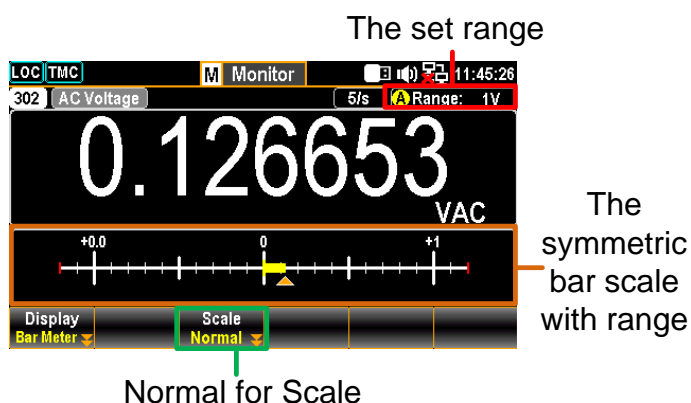 The set range
LOC TMC M Monitor 11:45:26
302 AC Voltage 5/s A Range: 1V
0.126653
VAC
+0.0 0 +1
The
symmetric
bar scale
with range
Display Scale
Bar Meter Normal
Normal for Scale